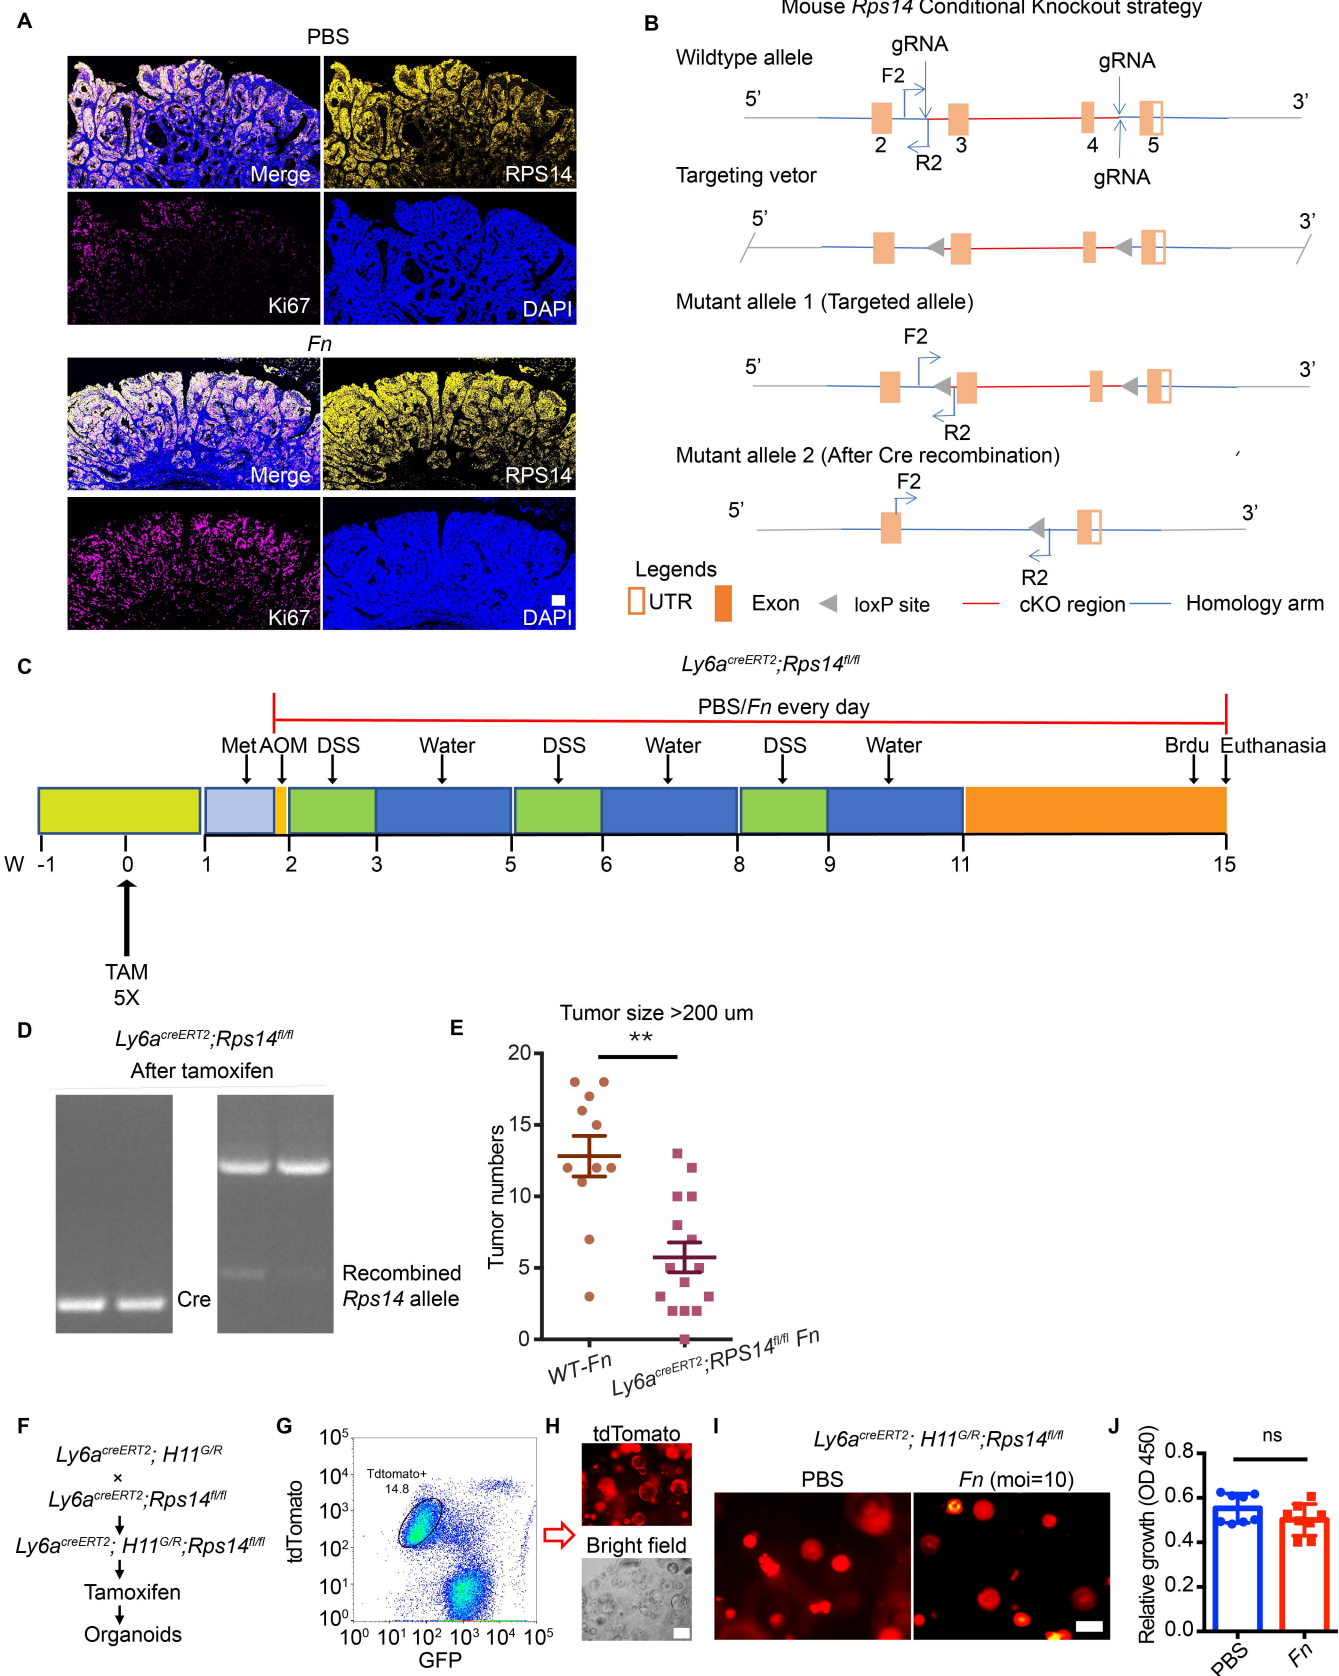 A
PBS
Merge
RPS14
Ki67
DAPI
Fn
Merge
RPS14
Ki67
DAPI
B
Mouse Rps14 Conditional Knockout strategy
Wildtype allele
gRNA
gRNA
F2
5’
3’
2
3
4
5
R2
gRNA
Targeting vetor
5’
3’
Mutant allele 1 (Targeted allele)
F2
5’
3’
R2
Mutant allele 2 (After Cre recombination)
F2
5’
3’
R2
Legends
UTR
Exon
loxP site
cKO region
Homology arm
C
Ly6acreERT2;Rps14fl/fl
PBS/Fn every day
Met AOM DSS Water DSS Water DSS Water Brdu Euthanasia
W -1 0 1 2 3 5 6 8 9 11 15
TAM
5X
D
Ly6acreERT2;Rps14fl/fl
After tamoxifen
Cre
Recombined
Rps14 allele
E
Tumor size >200 um
**
Tumor numbers
20
15
10
5
0
WT-Fn
Ly6acreERT2;RPS14fl/fl Fn
F
Ly6acreERT2; H11G/R
×
Ly6acreERT2;Rps14fl/fl
Ly6acreERT2; H11G/R;Rps14fl/fl
Tamoxifen
Organoids
G
tdTomato
105
104
103
102
101
100
Tdtomato+
14.8
100 101 102 103 104 105
GFP
H
tdTomato
Bright field
I
Ly6acreERT2; H11G/R;Rps14fl/fl
PBS
Fn (moi=10)
J
ns
Relative growth (OD 450)
0.8
0.6
0.4
0.2
0.0
PBS
Fn